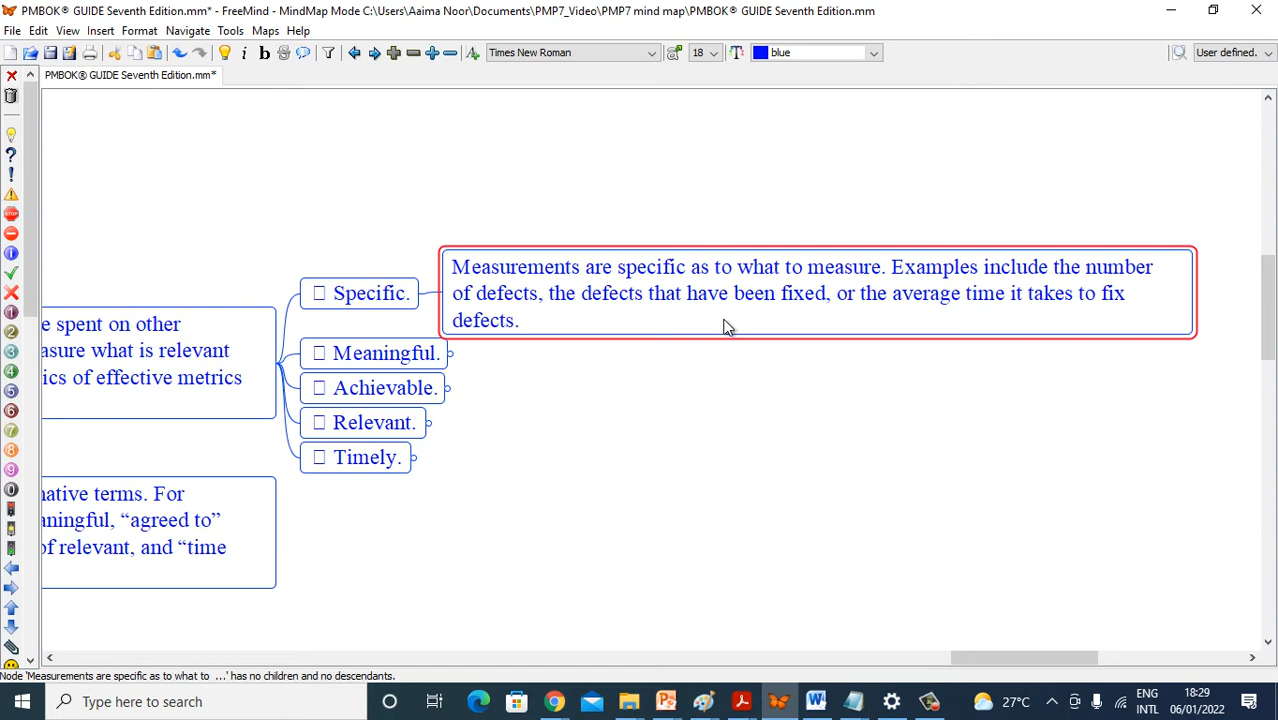 PMBOK® GUIDE Seventh Edition.mm* - FreeMind - MindMap Mode C:\Users\Aaima Noor\Documents\PMP7_Video\PMP7 mind map\PMBOK® GUIDE Seventh Edition.mm
File Edit View Insert Format Navigate Tools Maps Help
Times New Roman 18 blue User defined.
PMBOK® GUIDE Seventh Edition.mm*
Measurements are specific as to what to measure. Examples include the number
of defects, the defects that have been fixed, or the average time it takes to fix
defects.
Specific.
Meaningful.
Achievable.
Relevant.
Timely.
e spent on other
asure what is relevant
ics of effective metrics
native terms. For
aningful, “agreed to”
of relevant, and “time
Node 'Measurements are specific as to what to ...' has no children and no descendants.
Type here to search
27°C
ENG
INTL
18:29
06/01/2022